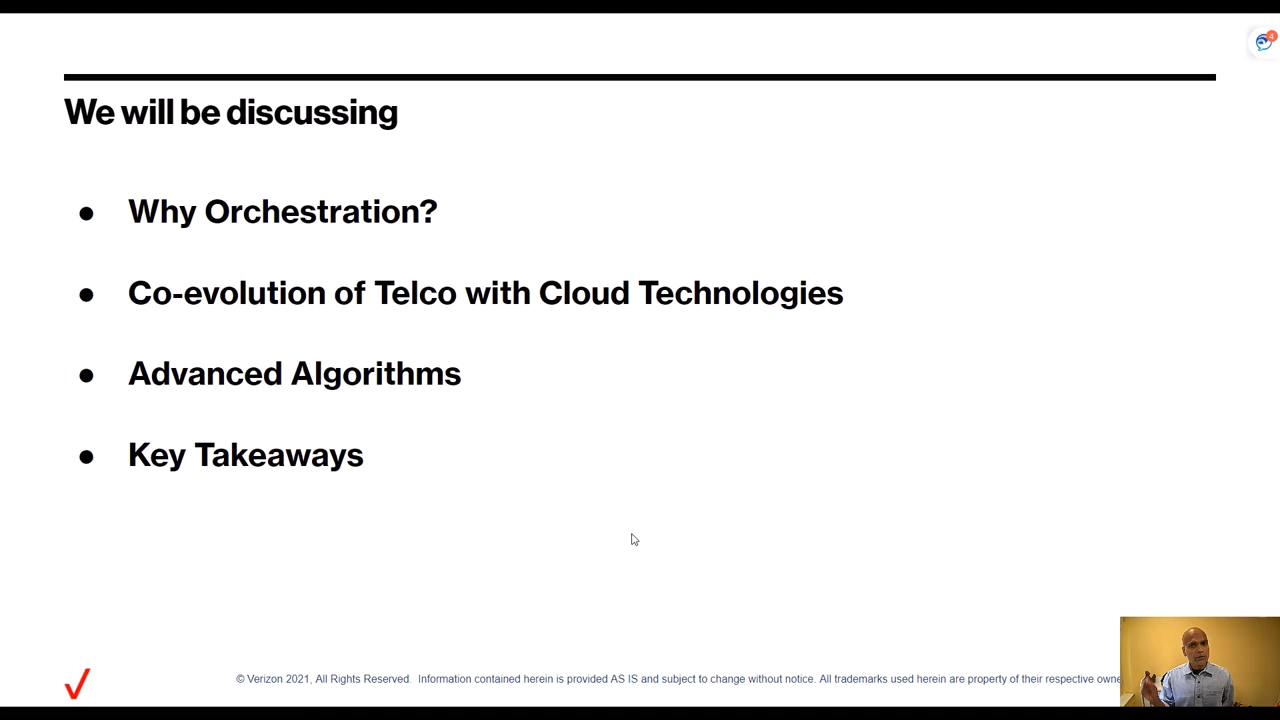 4
We will be discussing
● Why Orchestration?
● Co-evolution of Telco with Cloud Technologies
● Advanced Algorithms
● Key Takeaways
© Verizon 2021, All Rights Reserved. Information contained herein is provided AS IS and subject to change without notice. All trademarks used herein are property of their respective